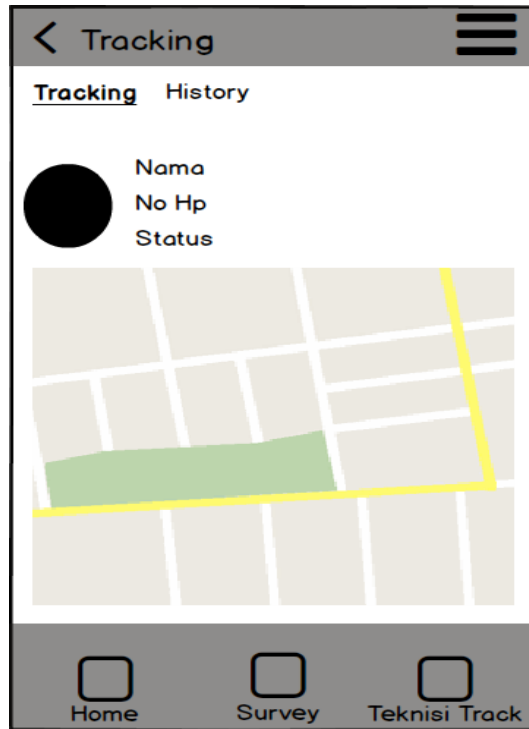 Tracking
Tracking History
Nama
No Hp
Status
Home Survey Teknisi Track